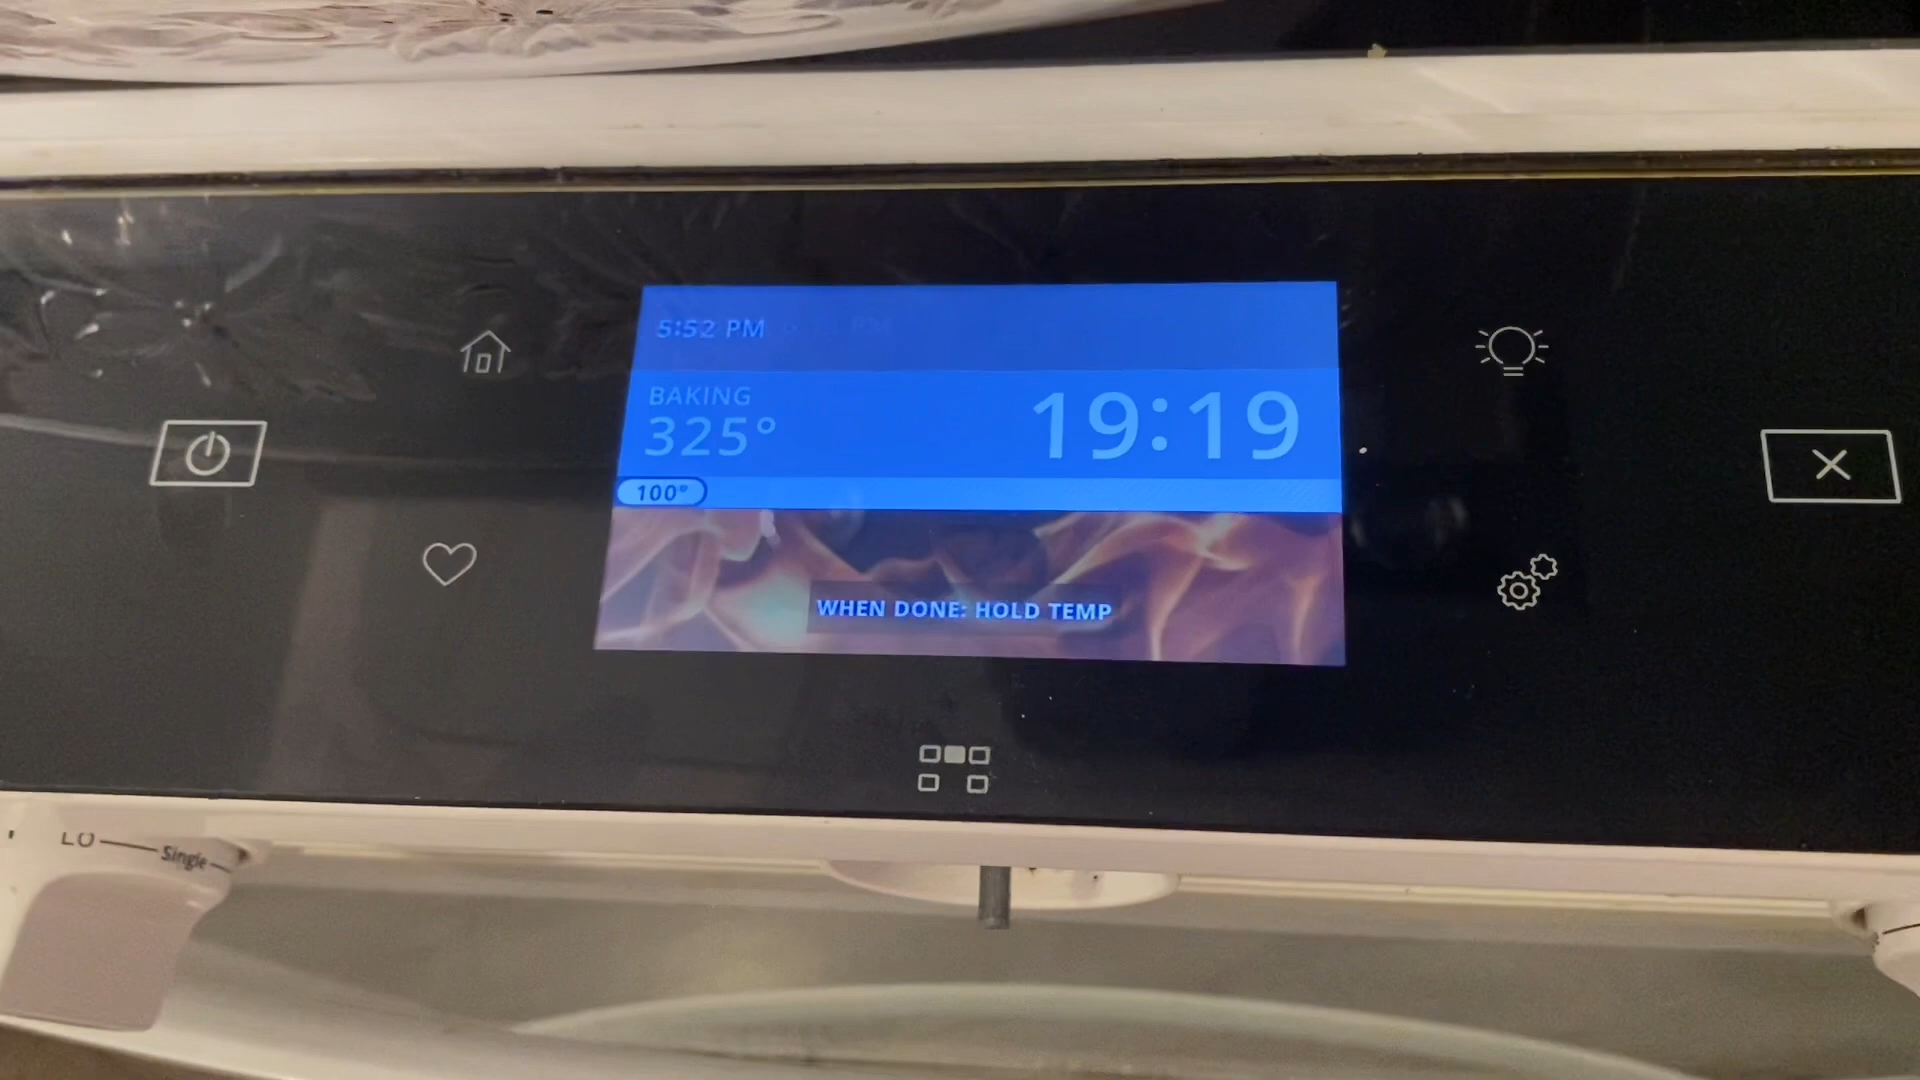 5:52 PM
BAKING
325°
19:19
100°
WHEN DONE: HOLD TEMP
LO
Single